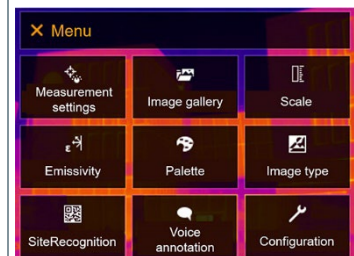 × Menu
Measurement
settings
Image gallery
Scale
ε
Emissivity
Palette
Image type
SiteRecognition
Voice
annotation
Configuration